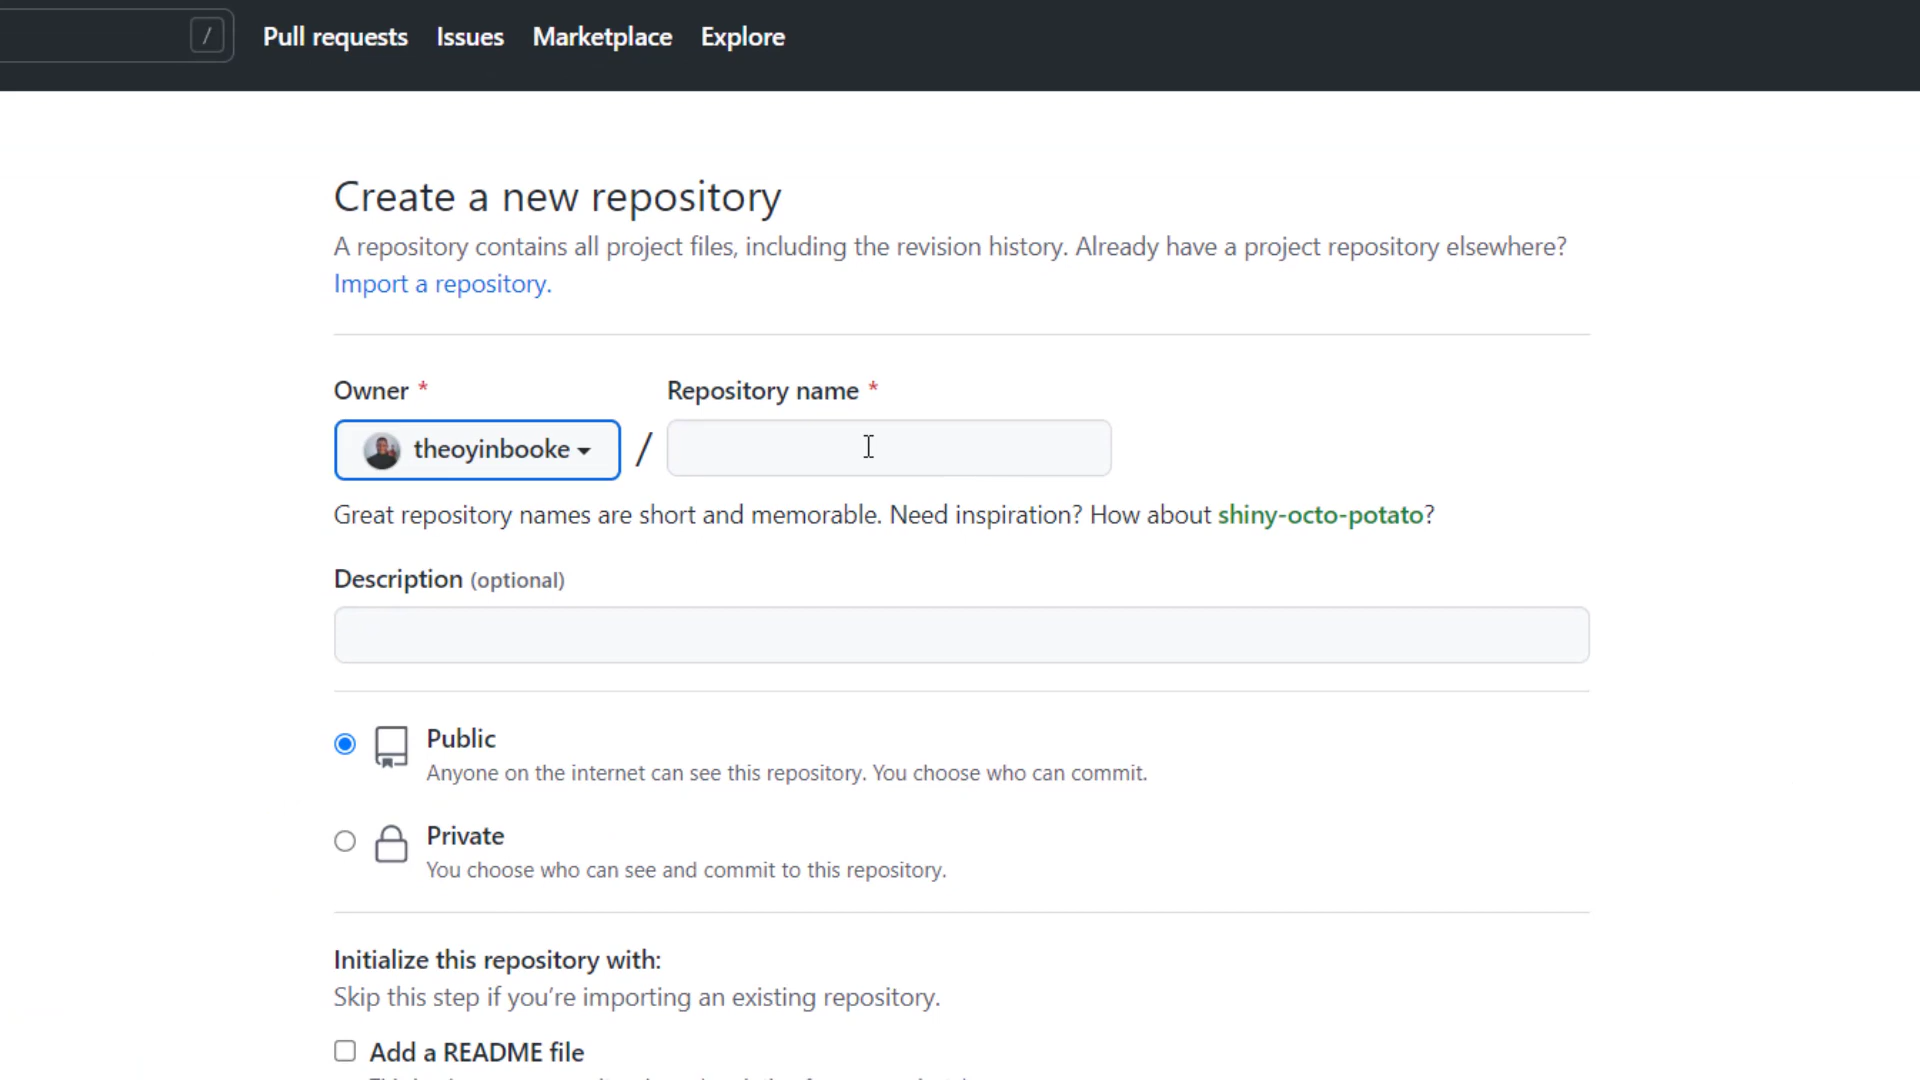 / Pull requests Issues Marketplace Explore
Create a new repository
A repository contains all project files, including the revision history. Already have a project repository elsewhere?
Import a repository.
Owner * Repository name *
theoyinbooke /
Great repository names are short and memorable. Need inspiration? How about shiny-octo-potato?
Description (optional)
Public
Anyone on the internet can see this repository. You choose who can commit.
Private
You choose who can see and commit to this repository.
Initialize this repository with:
Skip this step if you’re importing an existing repository.
Add a README file